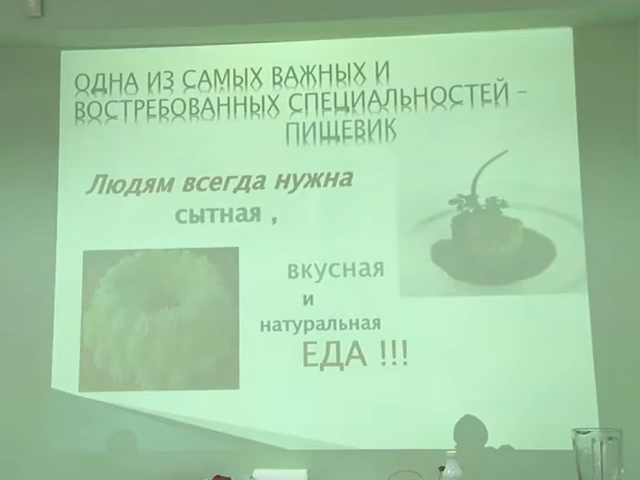 ОДНА ИЗ САМЫХ ВАЖНЫХ И
ВОСТРЕБОВАННЫХ СПЕЦИАЛЬНОСТЕЙ –
ПИЩЕВИК
Людям всегда нужна
сытная ,
вкусная
и
натуральная
ЕДА !!!